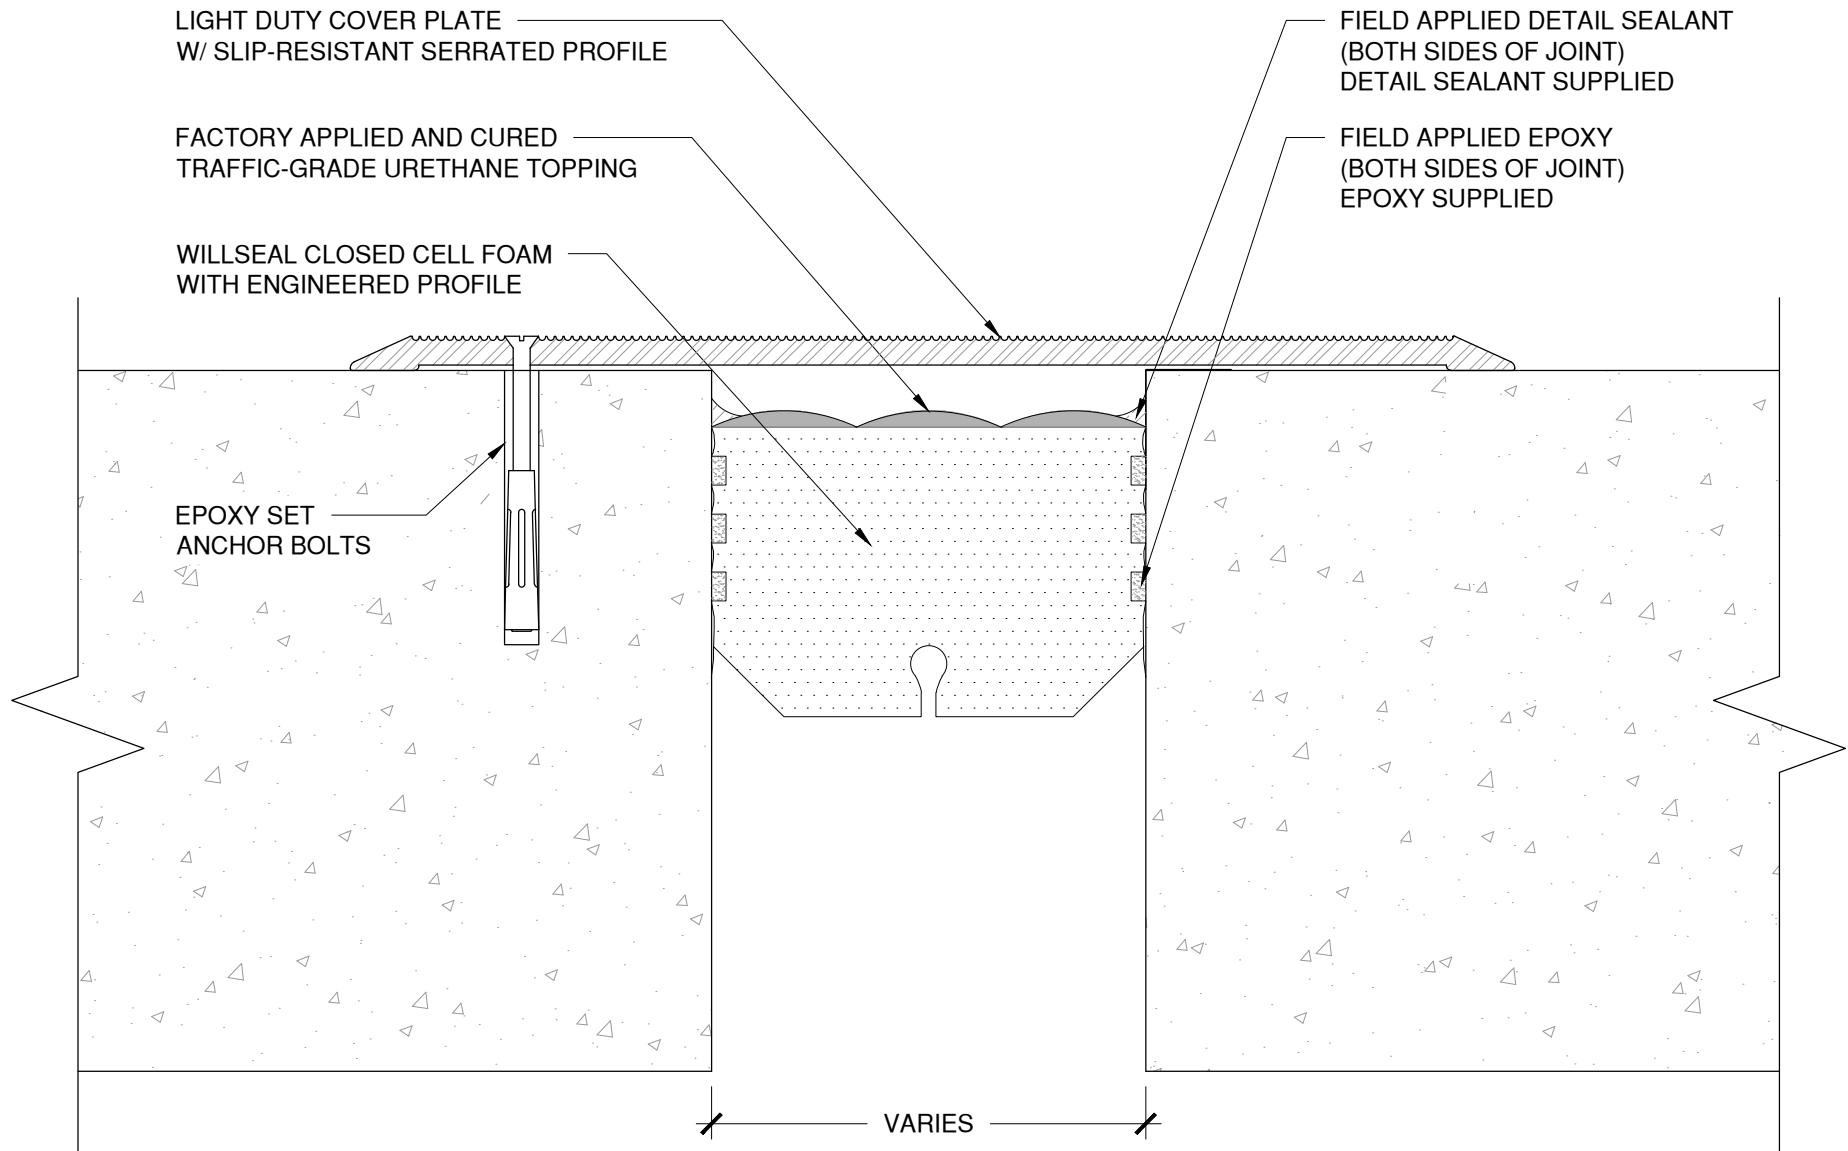 LIGHT DUTY COVER PLATE
W/ SLIP-RESISTANT SERRATED PROFILE
FACTORY APPLIED AND CURED
TRAFFIC-GRADE URETHANE TOPPING
WILLSEAL CLOSED CELL FOAM
WITH ENGINEERED PROFILE
EPOXY SET
ANCHOR BOLTS
FIELD APPLIED DETAIL SEALANT
(BOTH SIDES OF JOINT)
DETAIL SEALANT SUPPLIED
FIELD APPLIED EPOXY
(BOTH SIDES OF JOINT)
EPOXY SUPPLIED
VARIES